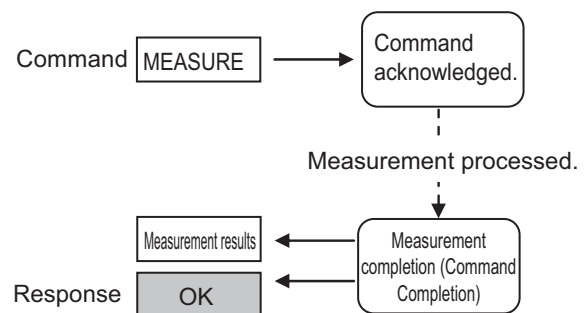 Command
MEASURE
Command
acknowledged.
Measurement processed.
Measurement results
Measurement
completion (Command
Completion)
Response
OK